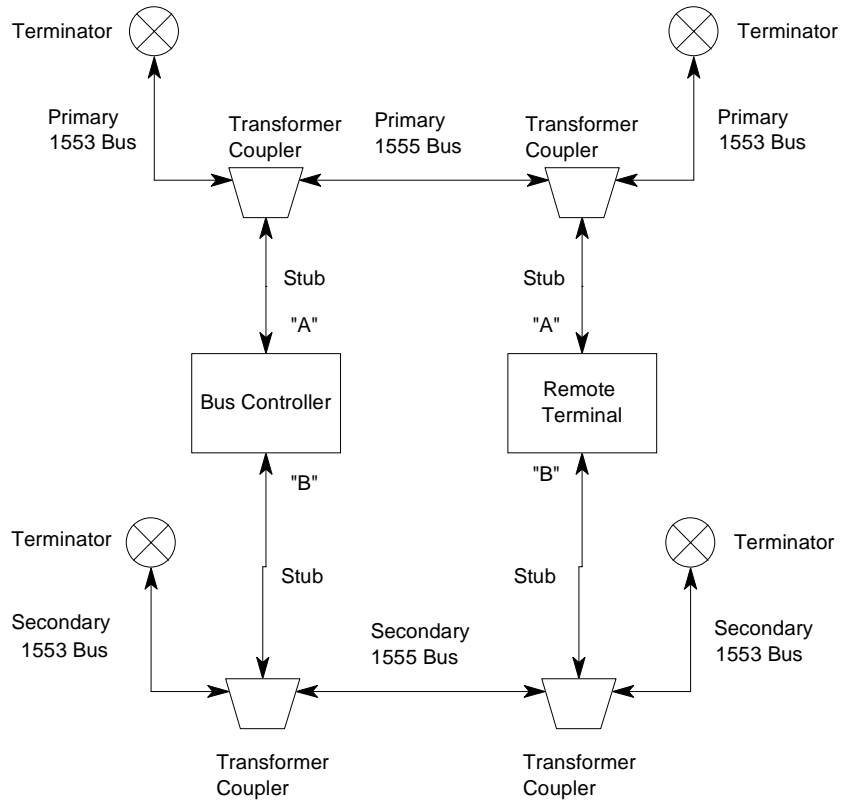 Terminator
Terminator
Primary
1553 Bus
Transformer
Coupler
Primary
1555 Bus
Transformer
Coupler
Primary
1553 Bus
Stub
Stub
"A"
"A"
Bus Controller
Remote
Terminal
"B"
"B"
Terminator
Terminator
Stub
Stub
Secondary
1553 Bus
Secondary
1555 Bus
Secondary
1553 Bus
Transformer
Coupler
Transformer
Coupler